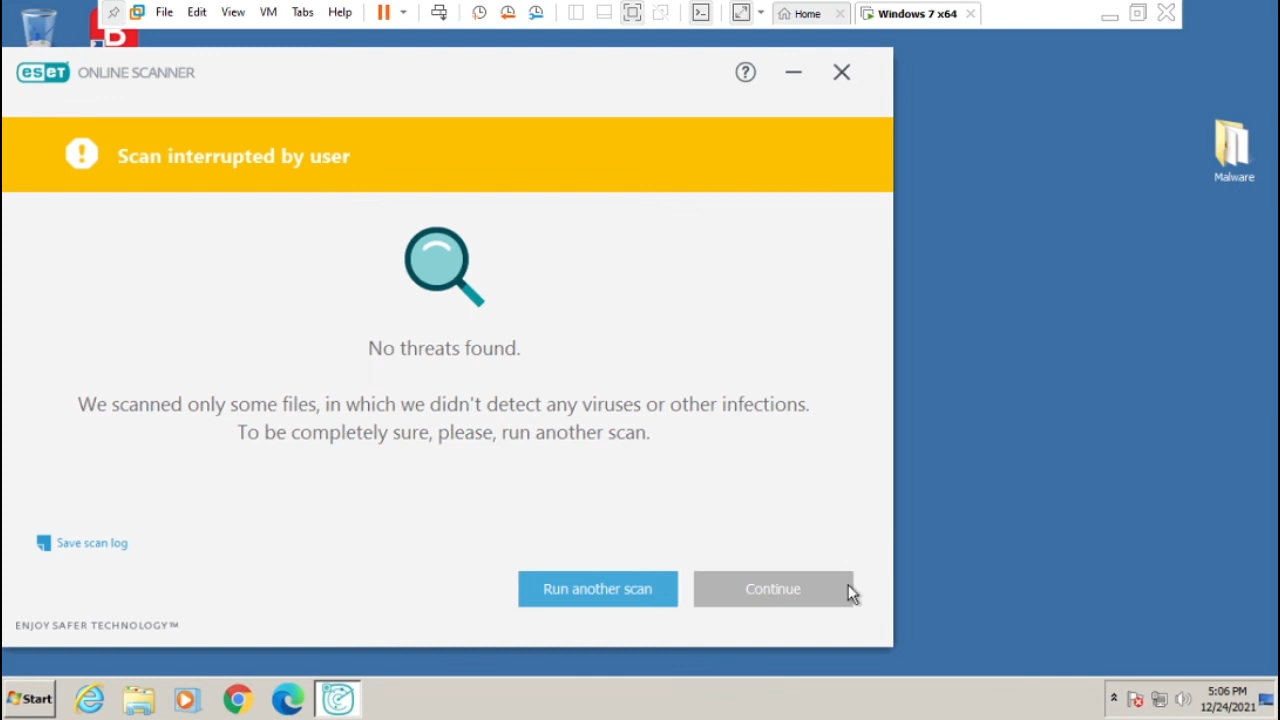 File Edit View VM Tabs Help Home Windows 7 x64
B
eset ONLINE SCANNER
Scan interrupted by user
Malware
No threats found.
We scanned only some files, in which we didn't detect any viruses or other infections.
To be completely sure, please, run another scan.
Save scan log
Run another scan Continue
ENJOY SAFER TECHNOLOGY™
Start
5:06 PM
12/24/2021